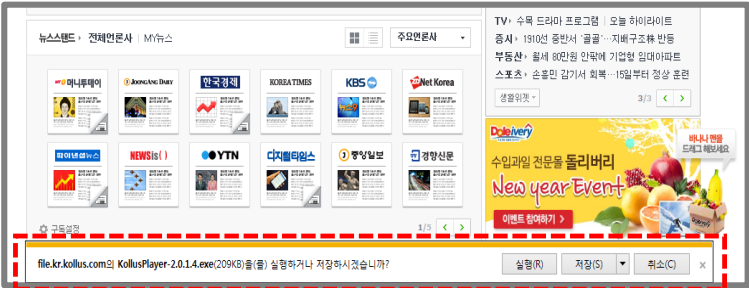 뉴스스탠드 › 전체언론사 | MY뉴스
주요언론사
머니투데이
JOONGANG DAILY
한국경제
KOREA TIMES
KBS
ZDNet Korea
파이낸셜뉴스
NEWSis( )
YTN
디지털타임스
중앙일보
경향신문
구독설정
1/5
TV› 수목 드라마 프로그램 | 오늘 하이라이트
증시› 1910선 중반서 '골골'…지배구조株 반등
부동산› 월세 80만원 안팎에 기업형 임대아파트
스포츠› 손흥민 감기서 회복…15일부터 정상 훈련
생활위젯
3/3
Doleivery
바나나 맨을
드래그 해보세요
수입과일 전문몰 돌리버리
New year Event
이벤트 참여하기 >
file.kr.kollus.com의 KollusPlayer-2.0.1.4.exe(209KB)을(를) 실행하거나 저장하시겠습니까?
실행(R)
저장(S)
취소(C)
x